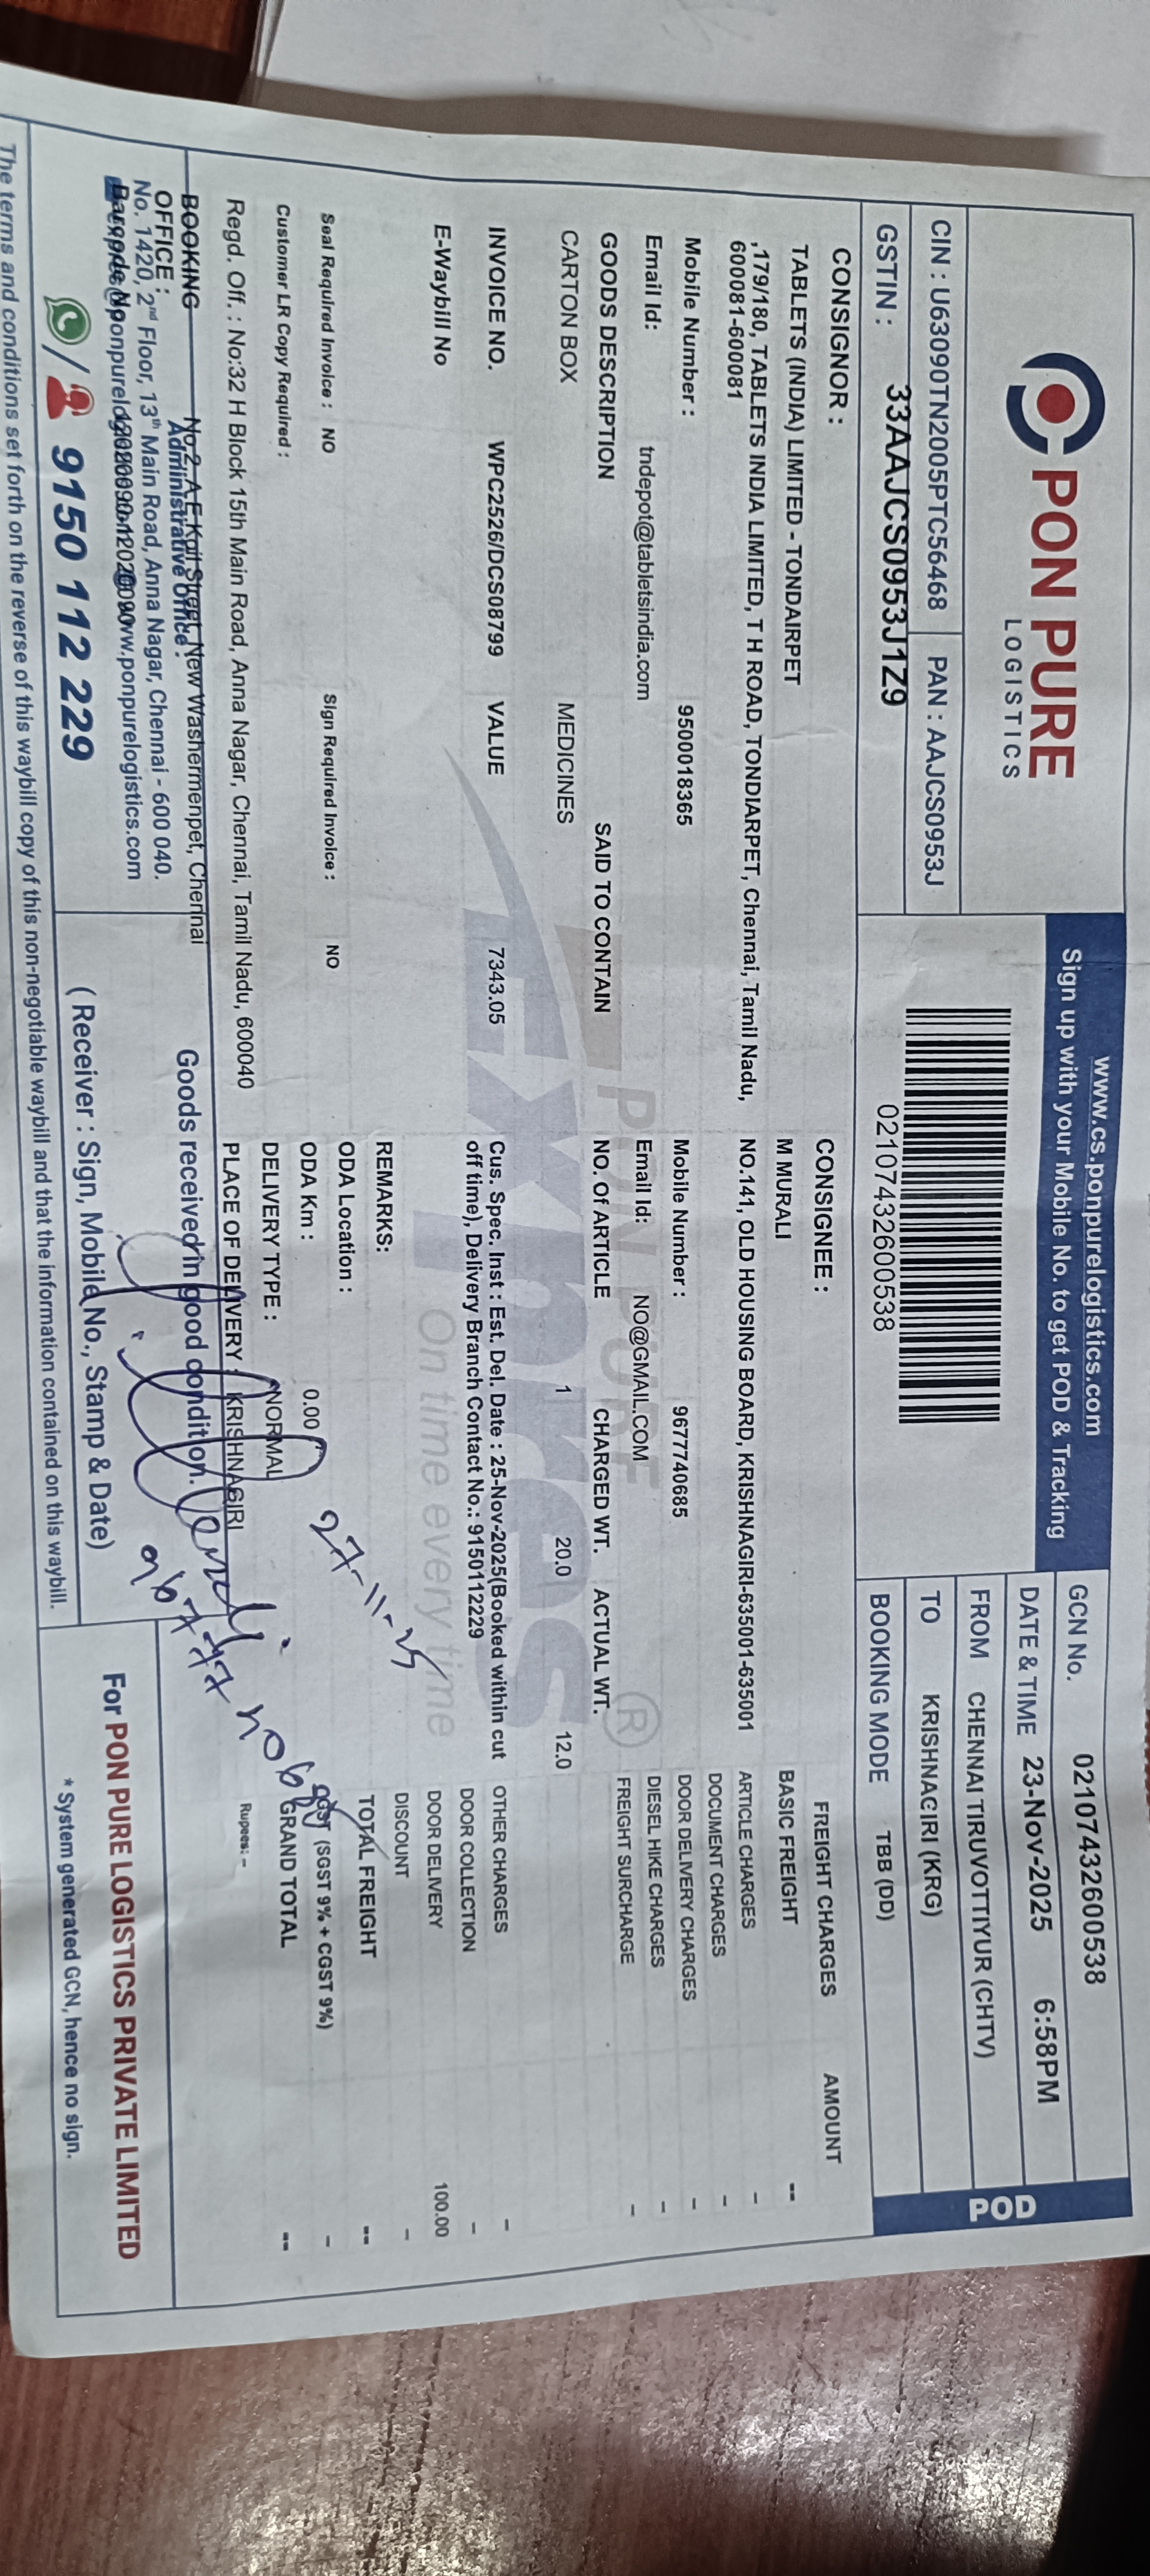 PON PURE
LOGISTICS
www.cs.ponpurelogistics.com
Sign up with your Mobile No. to get POD & Tracking
02107432600538
GCN No. 02107432600538
DATE & TIME 23-Nov-2025 6:58PM
FROM CHENNAI TIRUVOTTIYUR (CHTV)
TO KRISHNAGIRI (KRG)
BOOKING MODE TBB (DD)
POD
CIN : U63090TN2005PTC56468 PAN : AAJCS0953J
GSTIN : 33AAJCS0953J1Z9
CONSIGNOR :
TABLETS (INDIA) LIMITED - TONDAIRPET
,179/180, TABLETS INDIA LIMITED, T H ROAD, TONDIARPET, Chennai, Tamil Nadu,
600081-600081
Mobile Number : 9500018365
Email Id: tndepot@tabletsindia.com
CONSIGNEE :
M MURALI
NO.141, OLD HOUSING BOARD, KRISHNAGIRI-635001-635001
Mobile Number : 9677740685
Email Id: NO@GMAIL.COM
GOODS DESCRIPTION SAID TO CONTAIN NO. Of ARTICLE CHARGED WT. ACTUAL WT.
CARTON BOX MEDICINES 1 20.0 12.0
INVOICE NO. WPC2526/DCS08799 VALUE 7343.05
E-Waybill No
Cus. Spec. Inst : Est. Del. Date : 25-Nov-2025(Booked within cut
off time), Delivery Branch Contact No.: 9150112229
PON PURE
Expres
®
On time every time
REMARKS:
ODA Location :
ODA Km : 0.00
DELIVERY TYPE : NORMAL
PLACE OF DELIVERY : KRISHNAGIRI
Seal Required Invoice : NO Sign Required Invoice : NO
Customer LR Copy Required :
Regd. Off. : No:32 H Block 15th Main Road, Anna Nagar, Chennai, Tamil Nadu, 600040
FREIGHT CHARGES AMOUNT
BASIC FREIGHT --
ARTICLE CHARGES -
DOCUMENT CHARGES -
DOOR DELIVERY CHARGES -
DIESEL HIKE CHARGES -
FREIGHT SURCHARGE -
OTHER CHARGES -
DOOR COLLECTION -
DOOR DELIVERY 100.00
DISCOUNT -
TOTAL FREIGHT --
(SGST 9% + CGST 9%) -
GRAND TOTAL --
Rupees: -
27-11-25
BOOKING No.2, A.E.Koil Street, New Washermenpet, Chennai
OFFICE : Administrative Office :
No. 1420, 2nd Floor, 13th Main Road, Anna Nagar, Chennai - 600 040.
www.ponpurelogistics.com
/ 9150 112 229
Goods received in good condition.
( Receiver : Sign, Mobile No., Stamp & Date)
For PON PURE LOGISTICS PRIVATE LIMITED
* System generated GCN, hence no sign.
The terms and conditions set forth on the reverse of this waybill copy of this non-negotiable waybill and that the information contained on this waybill.